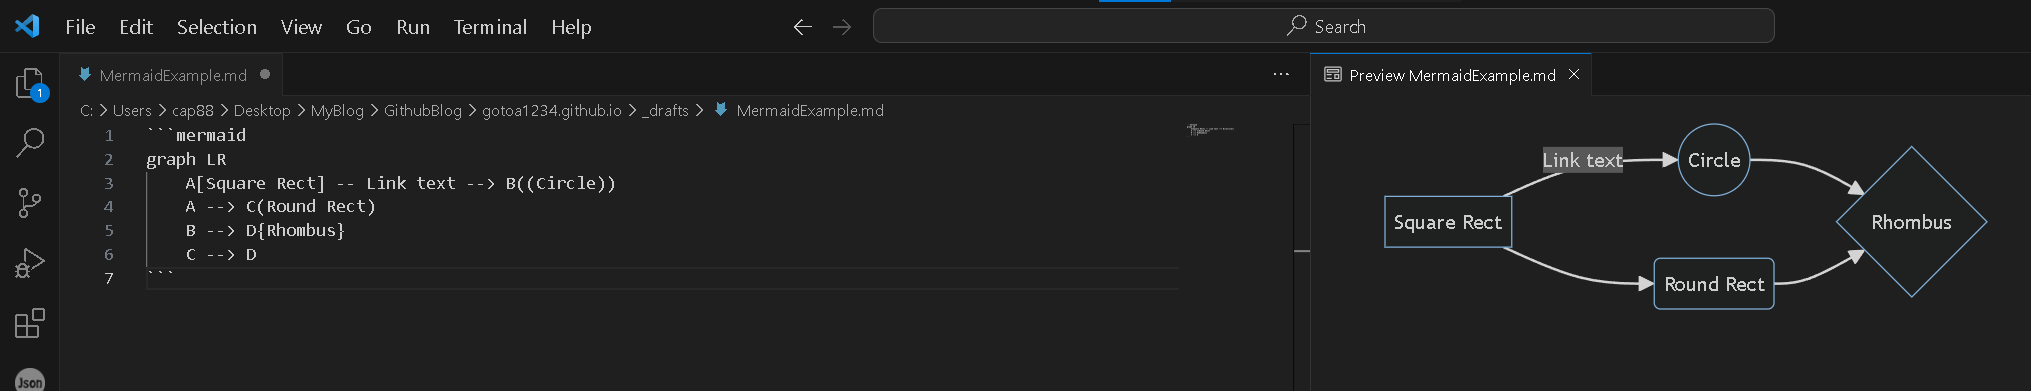 File Edit Selection View Go Run Terminal Help
Search
MermaidExample.md
Preview MermaidExample.md
C: > Users > cap88 > Desktop > MyBlog > GithubBlog > gotoa1234.github.io > _drafts > MermaidExample.md
1 ```mermaid
2 graph LR
3     A[Square Rect] -- Link text --> B((Circle))
4     A --> C(Round Rect)
5     B --> D{Rhombus}
6     C --> D
7 ```
1
Json
Link text
Circle
Square Rect
Rhombus
Round Rect